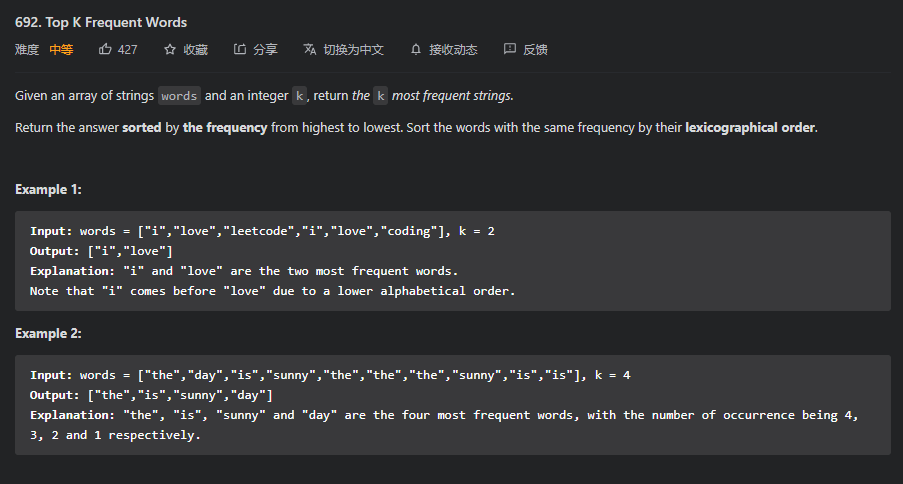 692. Top K Frequent Words
难度 中等 427 收藏 分享 切换为中文 接收动态 反馈
Given an array of strings words and an integer k, return the k most frequent strings.
Return the answer sorted by the frequency from highest to lowest. Sort the words with the same frequency by their lexicographical order.
Example 1:
Input: words = ["i","love","leetcode","i","love","coding"], k = 2
Output: ["i","love"]
Explanation: "i" and "love" are the two most frequent words.
Note that "i" comes before "love" due to a lower alphabetical order.
Example 2:
Input: words = ["the","day","is","sunny","the","the","the","sunny","is","is"], k = 4
Output: ["the","is","sunny","day"]
Explanation: "the", "is", "sunny" and "day" are the four most frequent words, with the number of occurrence being 4,
3, 2 and 1 respectively.